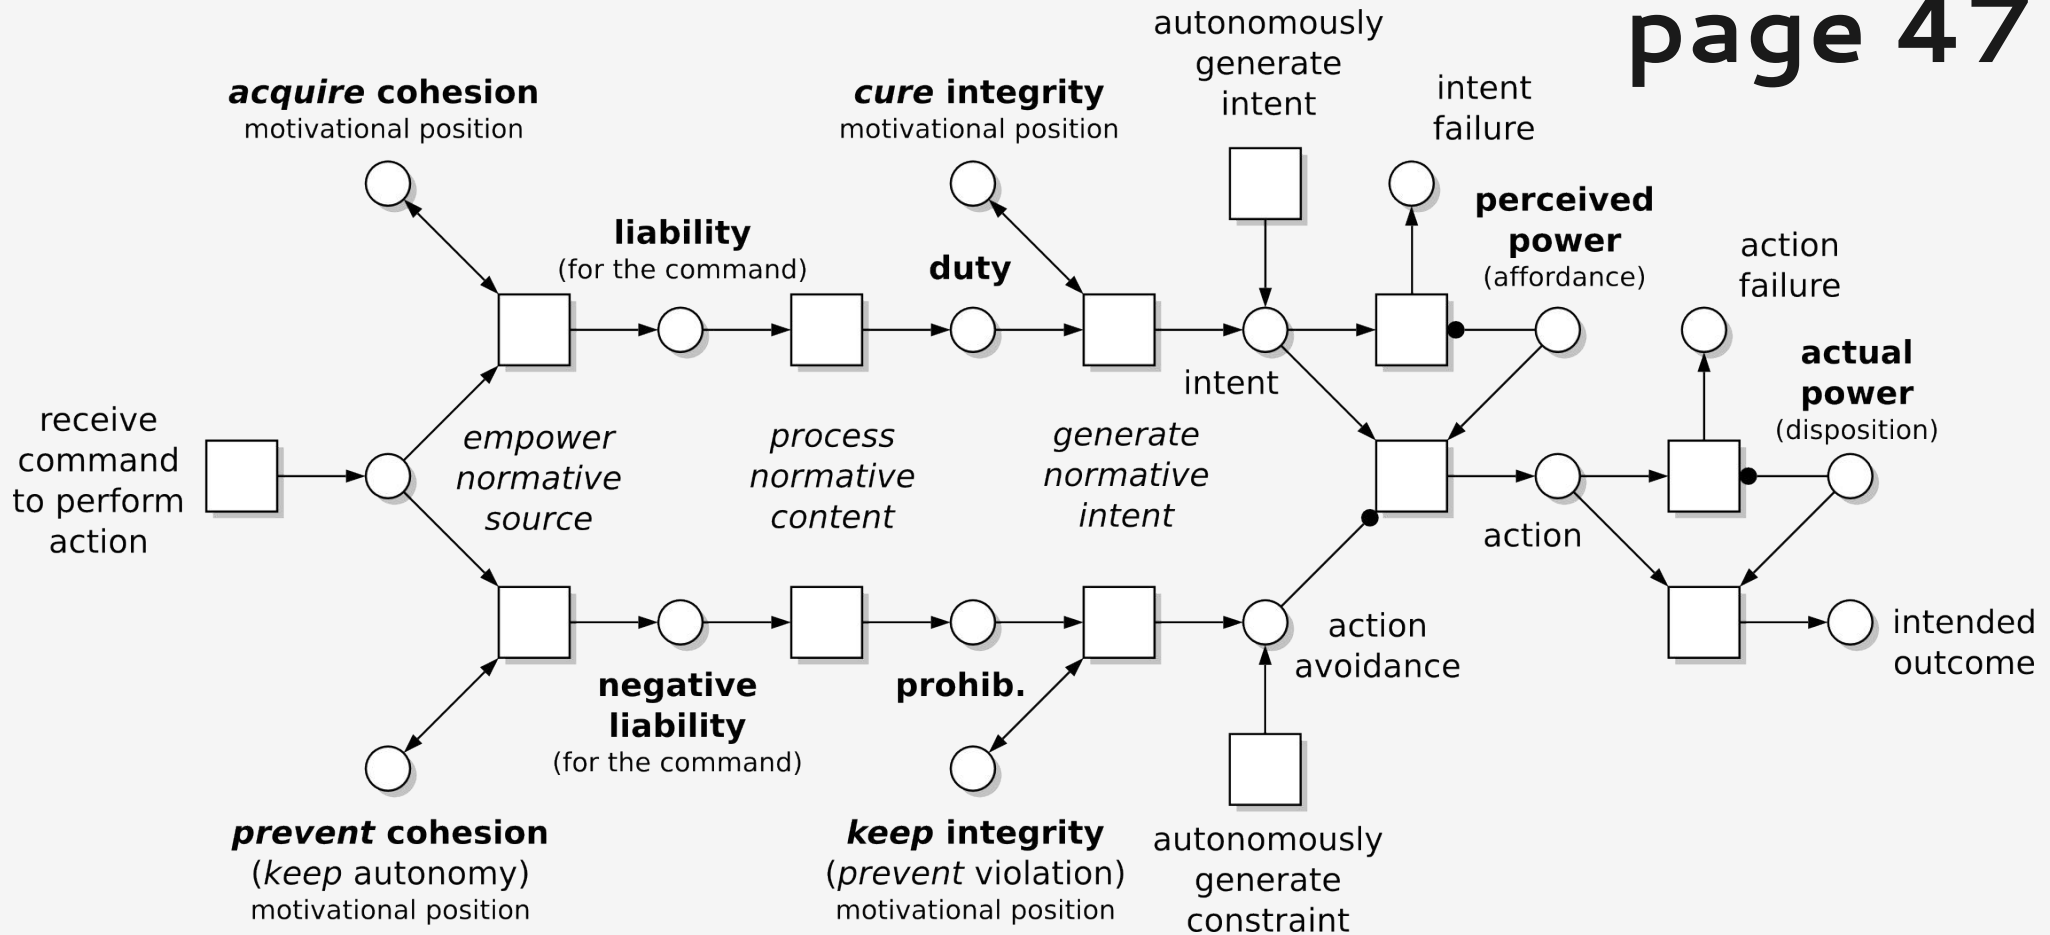 page 47
autonomously
generate
intent
intent
failure
acquire cohesion
motivational position
cure integrity
motivational position
perceived
power
(affordance)
liability
(for the command)
duty
action
failure
actual
power
(disposition)
intent
receive
command
to perform
action
empower
normative
source
process
normative
content
generate
normative
intent
action
action
avoidance
intended
outcome
negative
liability
(for the command)
prohib.
prevent cohesion
(keep autonomy)
motivational position
keep integrity
(prevent violation)
motivational position
autonomously
generate
constraint